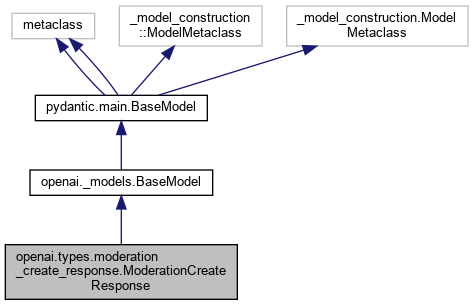 metaclass
_model_construction
::ModelMetaclass
_model_construction.Model
Metaclass
pydantic.main.BaseModel
openai._models.BaseModel
openai.types.moderation
_create_response.ModerationCreate
Response